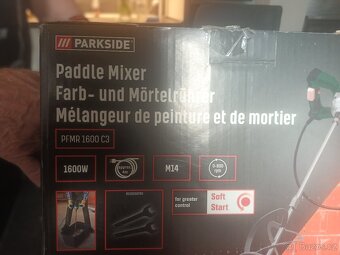 PARKSIDE
Paddle Mixer
Farb- und Mörtelrührer
Mélangeur de peinture et de mortier
PFMR 1600 C3
1600W
M14
for greater
control
Soft
Start